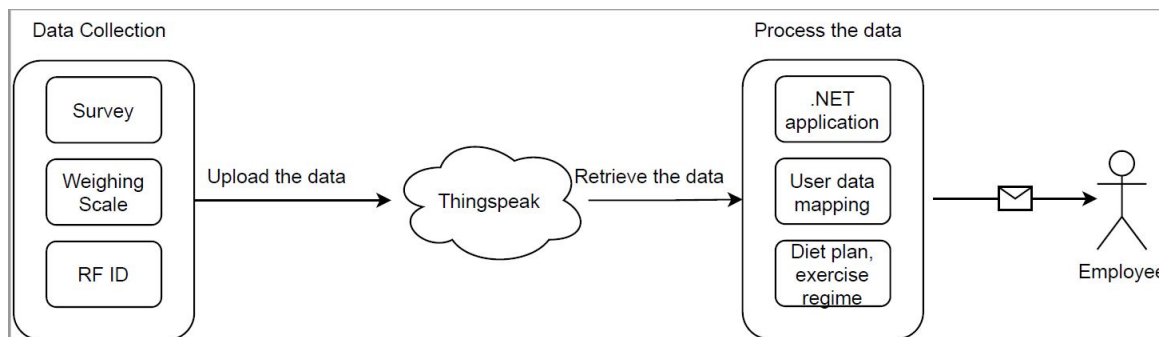 Data Collection
Survey
Weighing
Scale
RF ID
Upload the data
Thingspeak
Retrieve the data
Process the data
.NET
application
User data
mapping
Diet plan,
exercise
regime
Employee